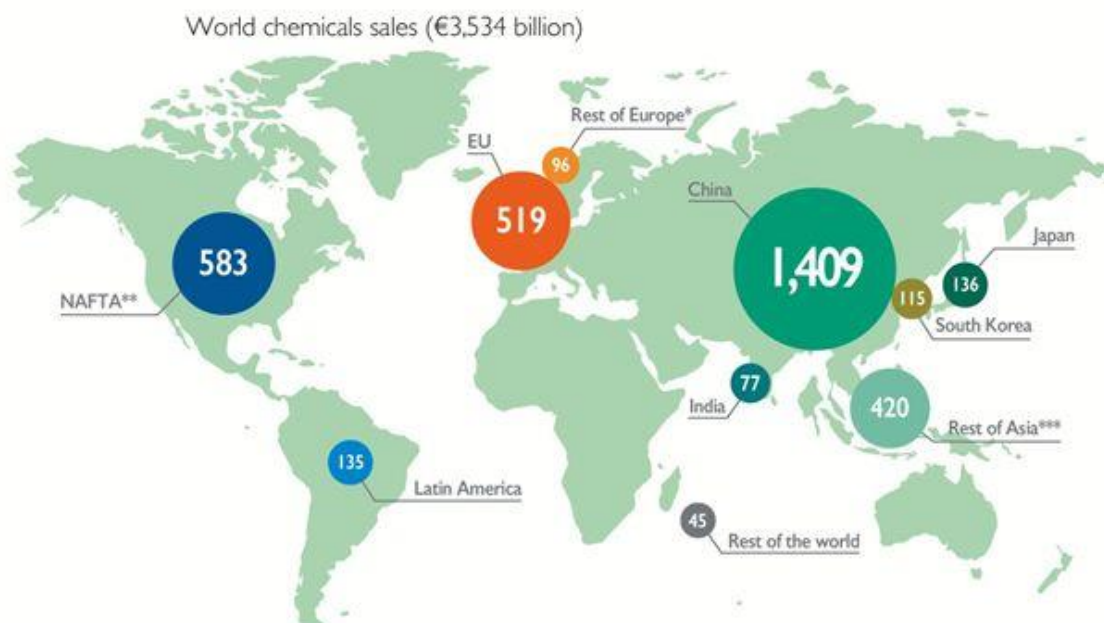 World chemicals sales (€3,534 billion)
Rest of Europe*
EU
96
China
519
Japan
583
1,409
136
NAFTA**
115
South Korea
77
India
420
Rest of Asia***
135
Latin America
45
Rest of the world